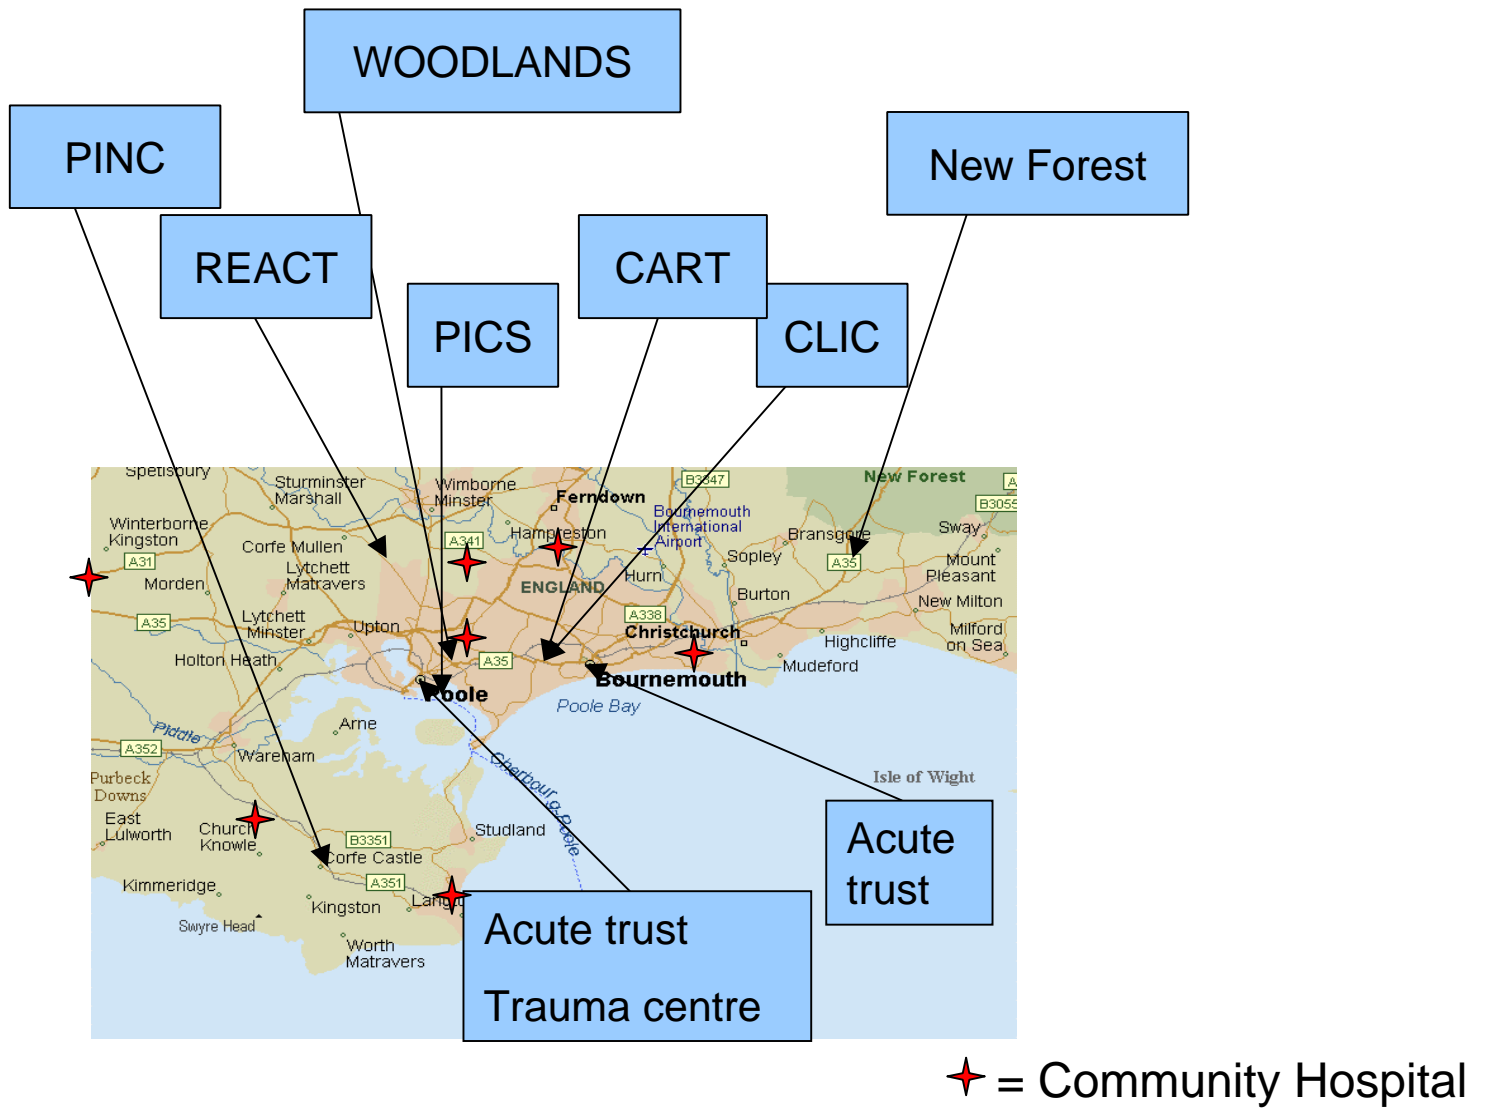 WOODLANDS
PINC
New Forest
REACT
CART
PICS
CLIC
Spetisbury
Sturminster
Marshall
Wimborne
Minster
Ferndown
B3347
New Forest
A
B3055
Winterborne
Kingston
Corfe Mullen
A341
Hampreston
Bournemouth
International
Airport
Bransgore
Sway
A31
Morden
Lytchett
Matravers
ENGLAND
Hurn
Sopley
A35
Mount
Pleasant
Burton
New Milton
A35
Lytchett
Minster
Upton
A338
Christchurch
Highcliffe
Milford
on Sea
Holton Heath
A35
Mudeford
Poole
Bournemouth
Poole Bay
Arne
Piddle
A352
Wareham
Cherbourg-Poole
Isle of Wight
Purbeck
Downs
East
Lulworth
Church
Knowle
B3351
Studland
Corfe Castle
Acute
trust
Kimmeridge
A351
Kingston
Swyre Head
Worth
Matravers
Acute trust
Trauma centre
= Community Hospital